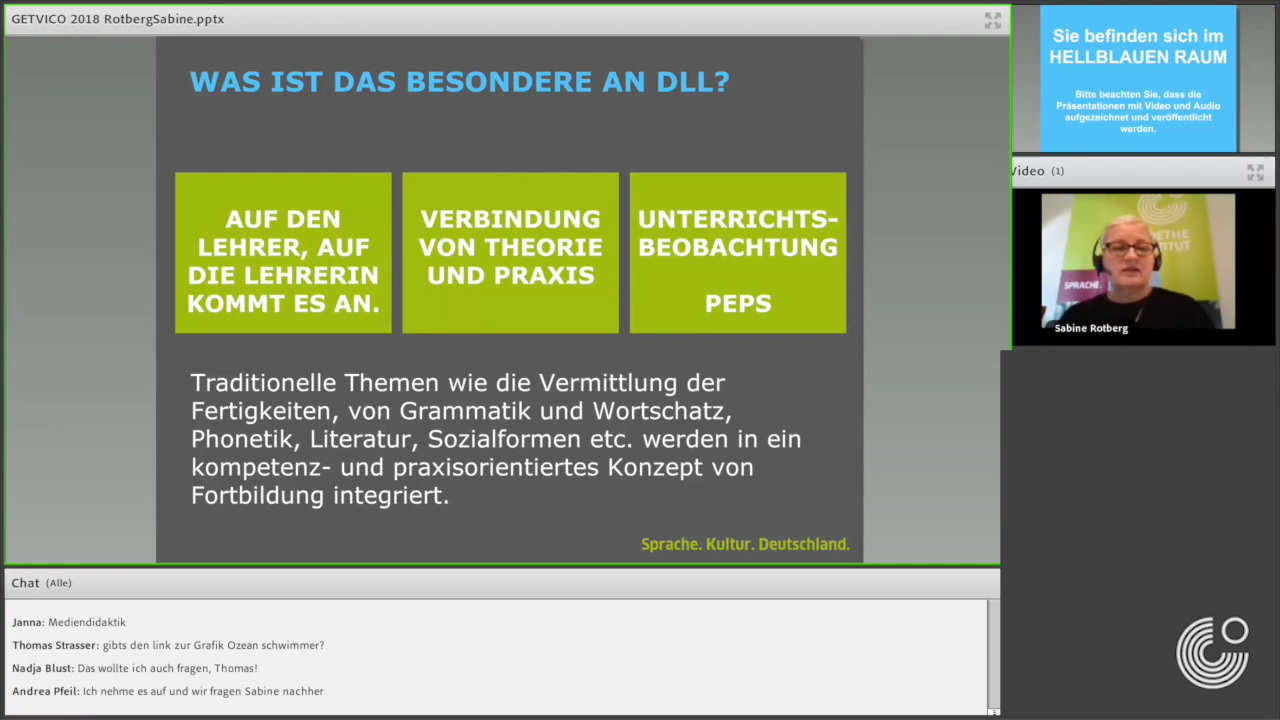 GETVICO 2018 RotbergSabine.pptx
WAS IST DAS BESONDERE AN DLL?
AUF DEN
LEHRER, AUF
DIE LEHRERIN
KOMMT ES AN.
VERBINDUNG
VON THEORIE
UND PRAXIS
UNTERRICHTS-
BEOBACHTUNG
PEPS
Traditionelle Themen wie die Vermittlung der
Fertigkeiten, von Grammatik und Wortschatz,
Phonetik, Literatur, Sozialformen etc. werden in ein
kompetenz- und praxisorientiertes Konzept von
Fortbildung integriert.
Sprache. Kultur. Deutschland.
Sie befinden sich im
HELLBLAUEN RAUM
Bitte beachten Sie, dass die
Präsentationen mit Video und Audio
aufgezeichnet und veröffentlicht
werden.
Video (1)
SPRACHE.
Sabine Rotberg
Chat (Alle)
Janna: Mediendidaktik
Thomas Strasser: gibts den link zur Grafik Ozean schwimmer?
Nadja Blust: Das wollte ich auch fragen, Thomas!
Andrea Pfeil: Ich nehme es auf und wir fragen Sabine nachher